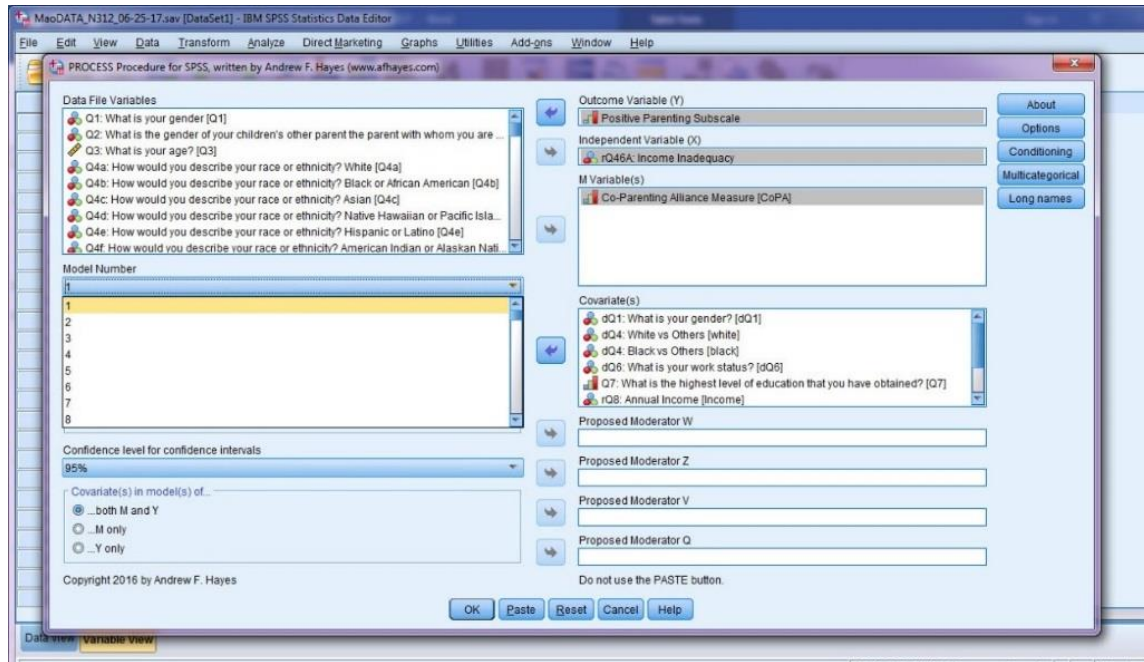 MaoDATA_N312_06-25-17.sav [DataSet1] - IBM SPSS Statistics Data Editor
File Edit View Data Transform Analyze Direct Marketing Graphs Utilities Add-ons Window Help
PROCESS Procedure for SPSS, written by Andrew F. Hayes (www.afhayes.com)
Data File Variables
Q1: What is your gender [Q1]
Q2: What is the gender of your children's other parent the parent with whom you are ...
Q3: What is your age? [Q3]
Q4a: How would you describe your race or ethnicity? White [Q4a]
Q4b: How would you describe your race or ethnicity? Black or African American [Q4b]
Q4c: How would you describe your race or ethnicity? Asian [Q4c]
Q4d: How would you describe your race or ethnicity? Native Hawaiian or Pacific Isla...
Q4e: How would you describe your race or ethnicity? Hispanic or Latino [Q4e]
Q4f: How would you describe your race or ethnicity? American Indian or Alaskan Nati...
Model Number
1
1
2
3
4
5
6
7
8
Confidence level for confidence intervals
95%
Covariate(s) in model(s) of...
...both M and Y
...M only
...Y only
Copyright 2016 by Andrew F. Hayes
Outcome Variable (Y)
Positive Parenting Subscale
Independent Variable (X)
rQ46A: Income Inadequacy
M Variable(s)
Co-Parenting Alliance Measure [CoPA]
Covariate(s)
dQ1: What is your gender? [dQ1]
dQ4: White vs Others [white]
dQ4: Black vs Others [black]
dQ6: What is your work status? [dQ6]
Q7: What is the highest level of education that you have obtained? [Q7]
rQ8: Annual Income [Income]
Proposed Moderator W
Proposed Moderator Z
Proposed Moderator V
Proposed Moderator Q
Do not use the PASTE button.
About
Options
Conditioning
Multicategorical
Long names
OK Paste Reset Cancel Help
Data View Variable View